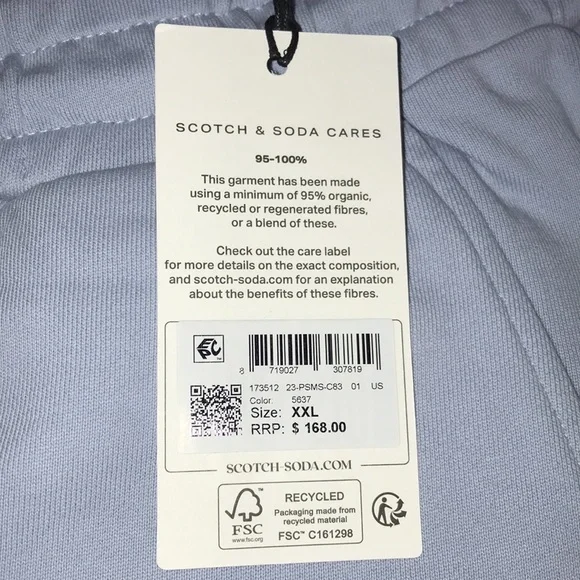 SCOTCH & SODA CARES
95-100%
This garment has been made
using a minimum of 95% organic,
recycled or regenerated fibres,
or a blend of these.
Check out the care label
for more details on the exact composition,
and scotch-soda.com for an explanation
about the benefits of these fibres.
EPC™
8 719027 307819
173512 23-PSMS-C83 01 US
Color: 5637
Size: XXL
RRP: $ 168.00
SCOTCH-SODA.COM
FSC
www.fsc.org
RECYCLED
Packaging made from
recycled material
FSC™ C161298